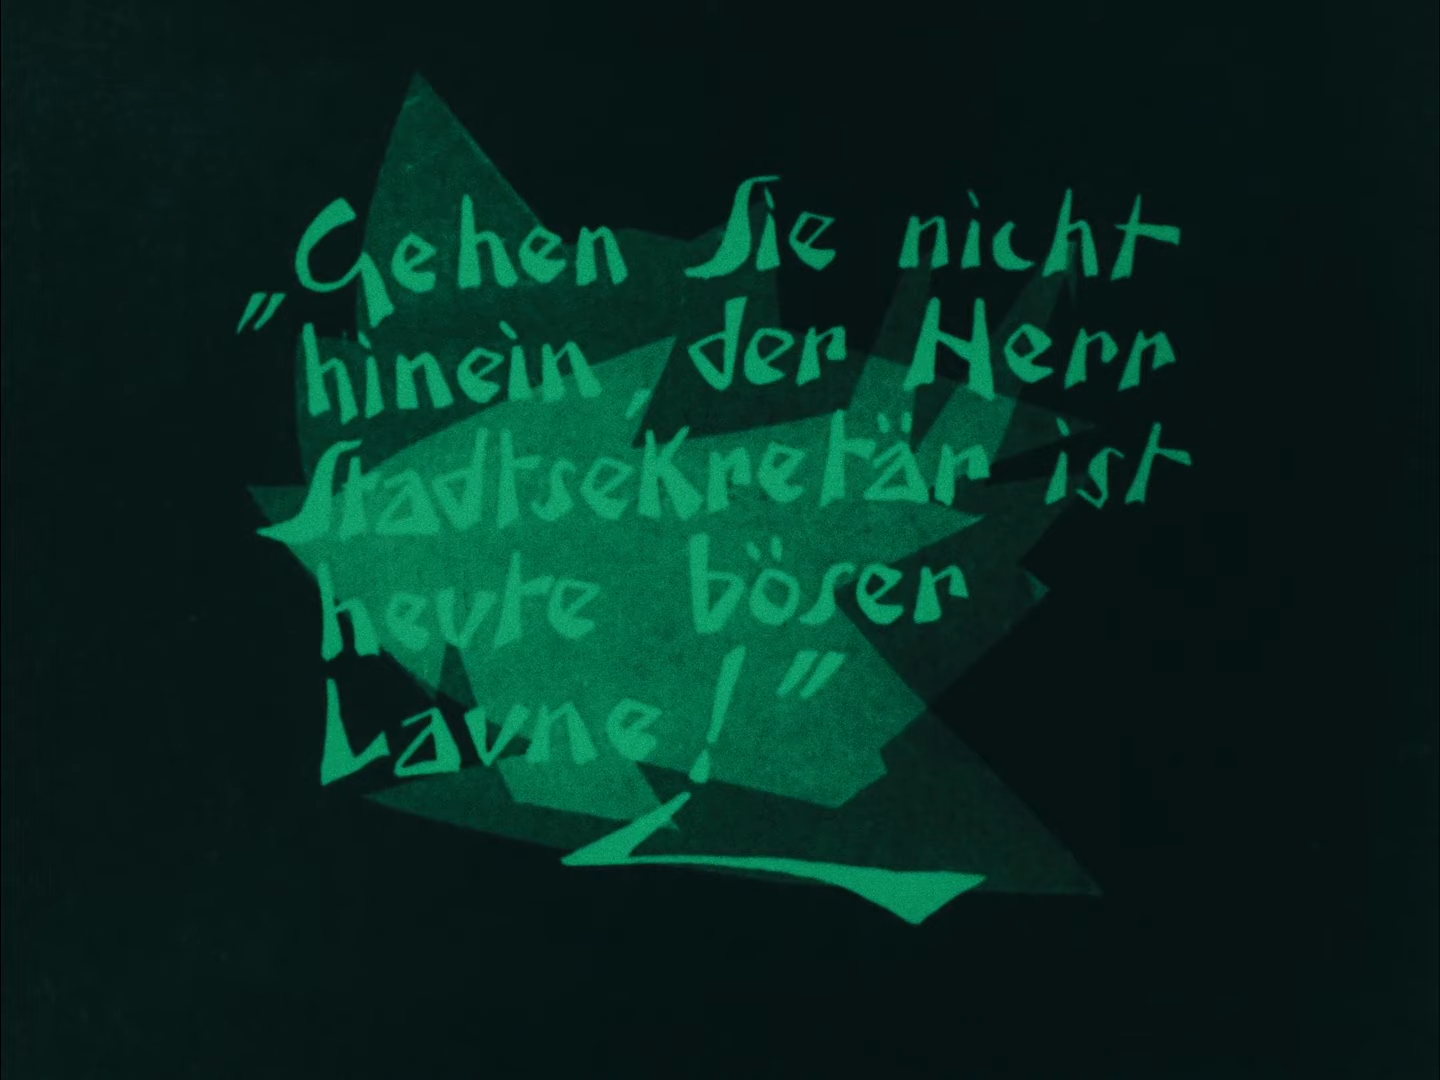 "Gehen Sie nicht
hinein, der Herr
Stadtsekretär ist
heute böser
Laune!"